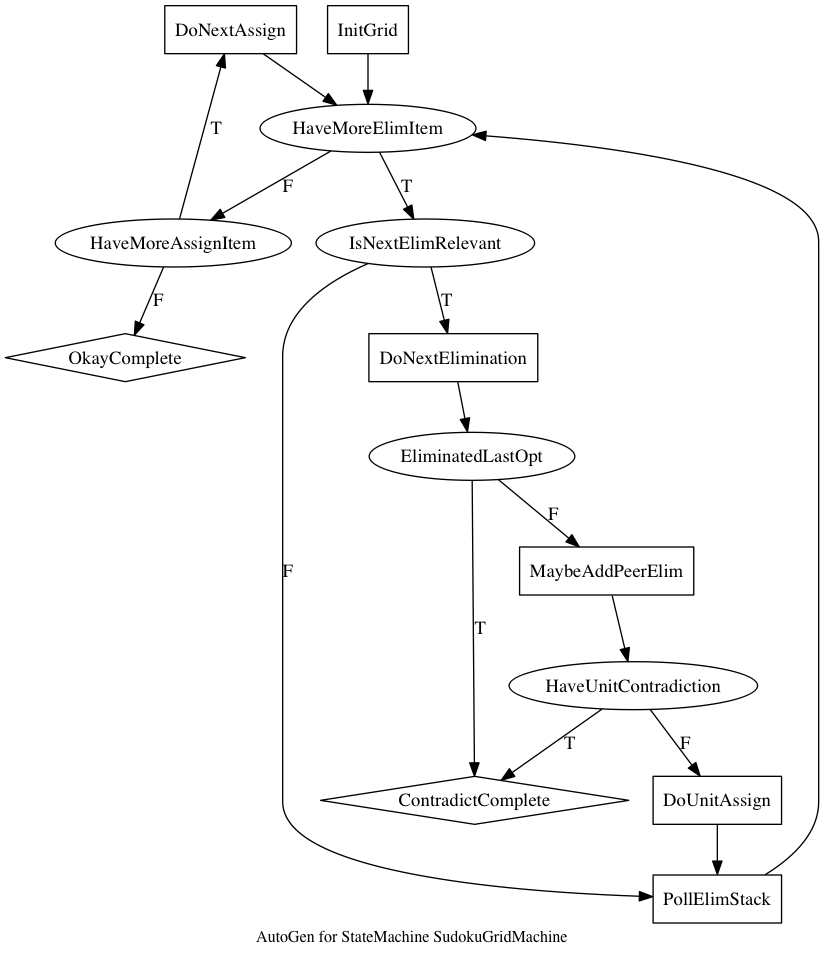 DoNextAssign
InitGrid
HaveMoreElimItem
T
F
T
HaveMoreAssignItem
IsNextElimRelevant
F
T
OkayComplete
DoNextElimination
EliminatedLastOpt
F
F
MaybeAddPeerElim
T
HaveUnitContradiction
T
F
ContradictComplete
DoUnitAssign
PollElimStack
AutoGen for StateMachine SudokuGridMachine